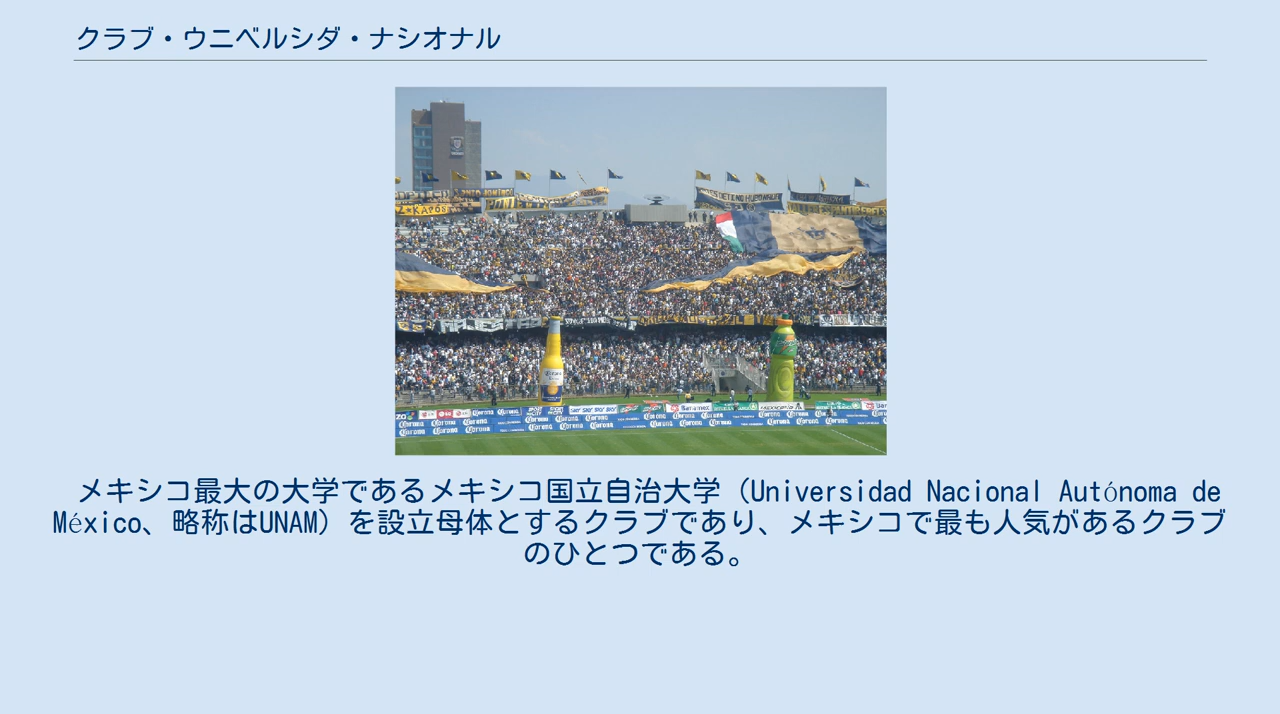 クラブ・ウニベルシダ・ナシオナル
メキシコ最大の大学であるメキシコ国立自治大学（Universidad Nacional Autónoma de
México、略称はUNAM）を設立母体とするクラブであり、メキシコで最も人気があるクラブ
のひとつである。
Corona